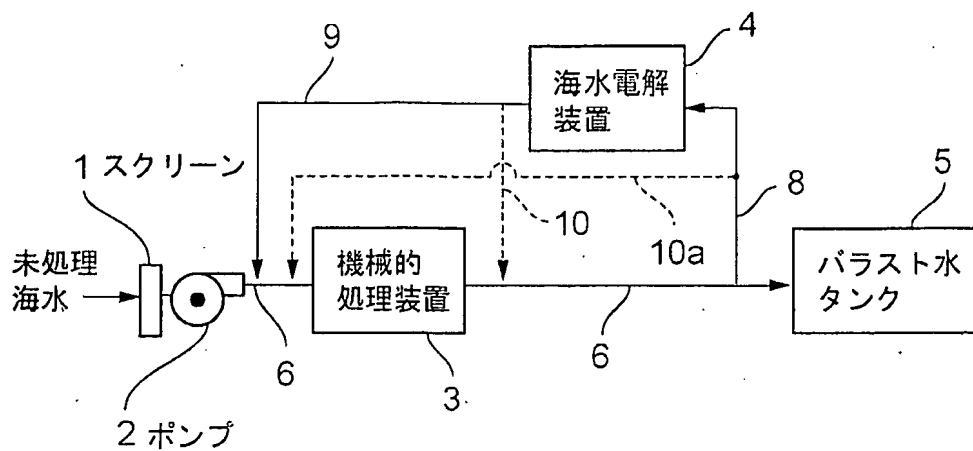 9
4
海水電解
装置
1 スクリーン
5
10
8
10a
未処理
海水
機械的
処理装置
バラスト水
タンク
6
6
3
2 ポンプ